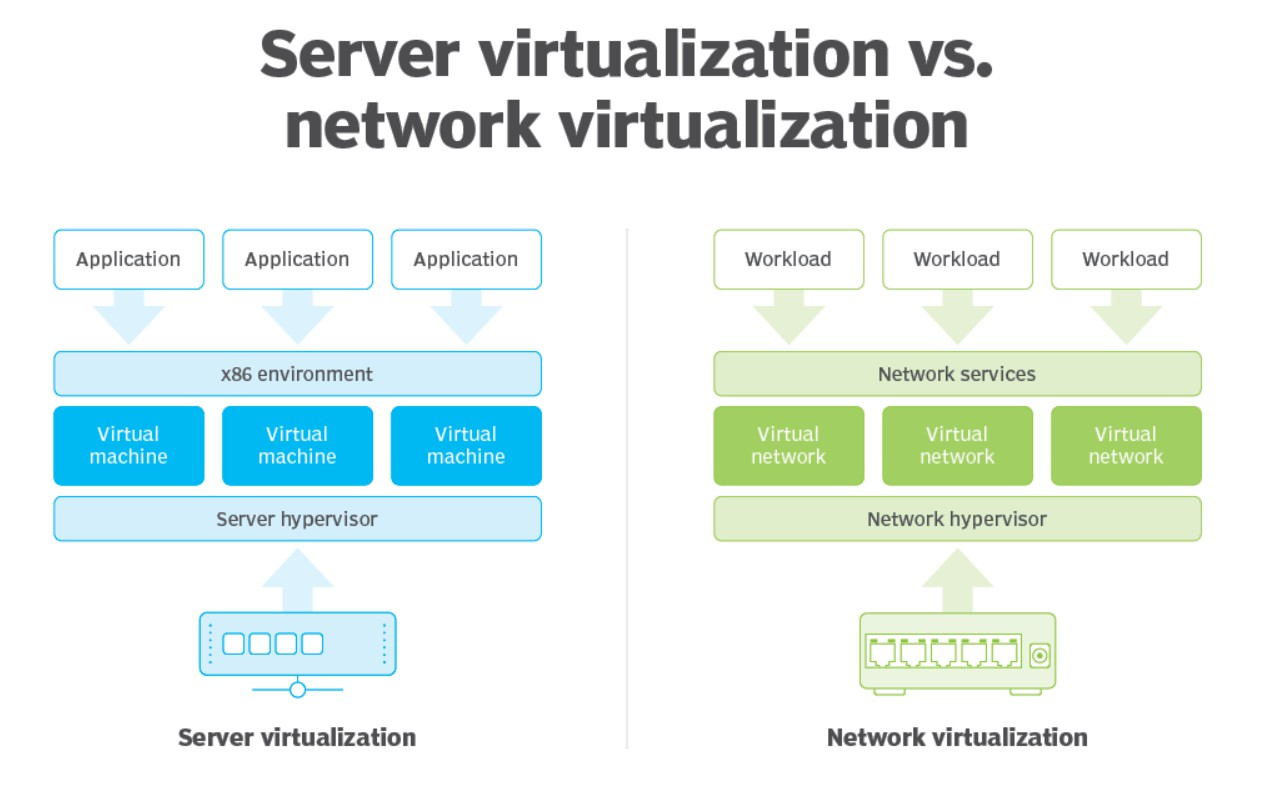 Server virtualization vs.
network virtualization
Application
Application
Application
x86 environment
Virtual
machine
Virtual
machine
Virtual
machine
Server hypervisor
Server virtualization
Workload
Workload
Workload
Network services
Virtual
network
Virtual
network
Virtual
network
Network hypervisor
Network virtualization